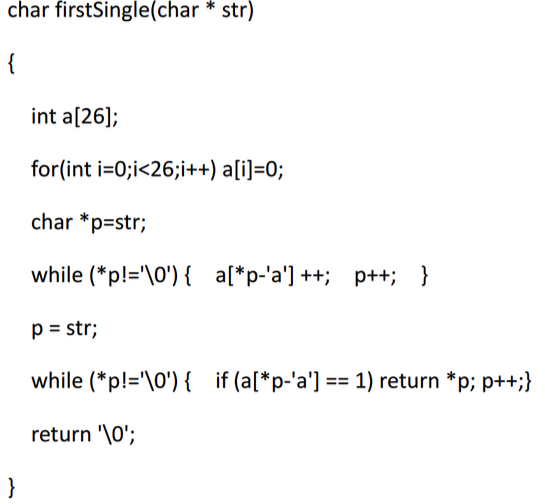 char firstSingle(char * str)
{
int a[26];
for(int i=0;i<26;i++) a[i]=0;
char *p=str;
while (*p!='\0') { a[*p-'a'] ++; p++; }
p = str;
while (*p!='\0') { if (a[*p-'a'] == 1) return *p; p++;}
return '\0';
}